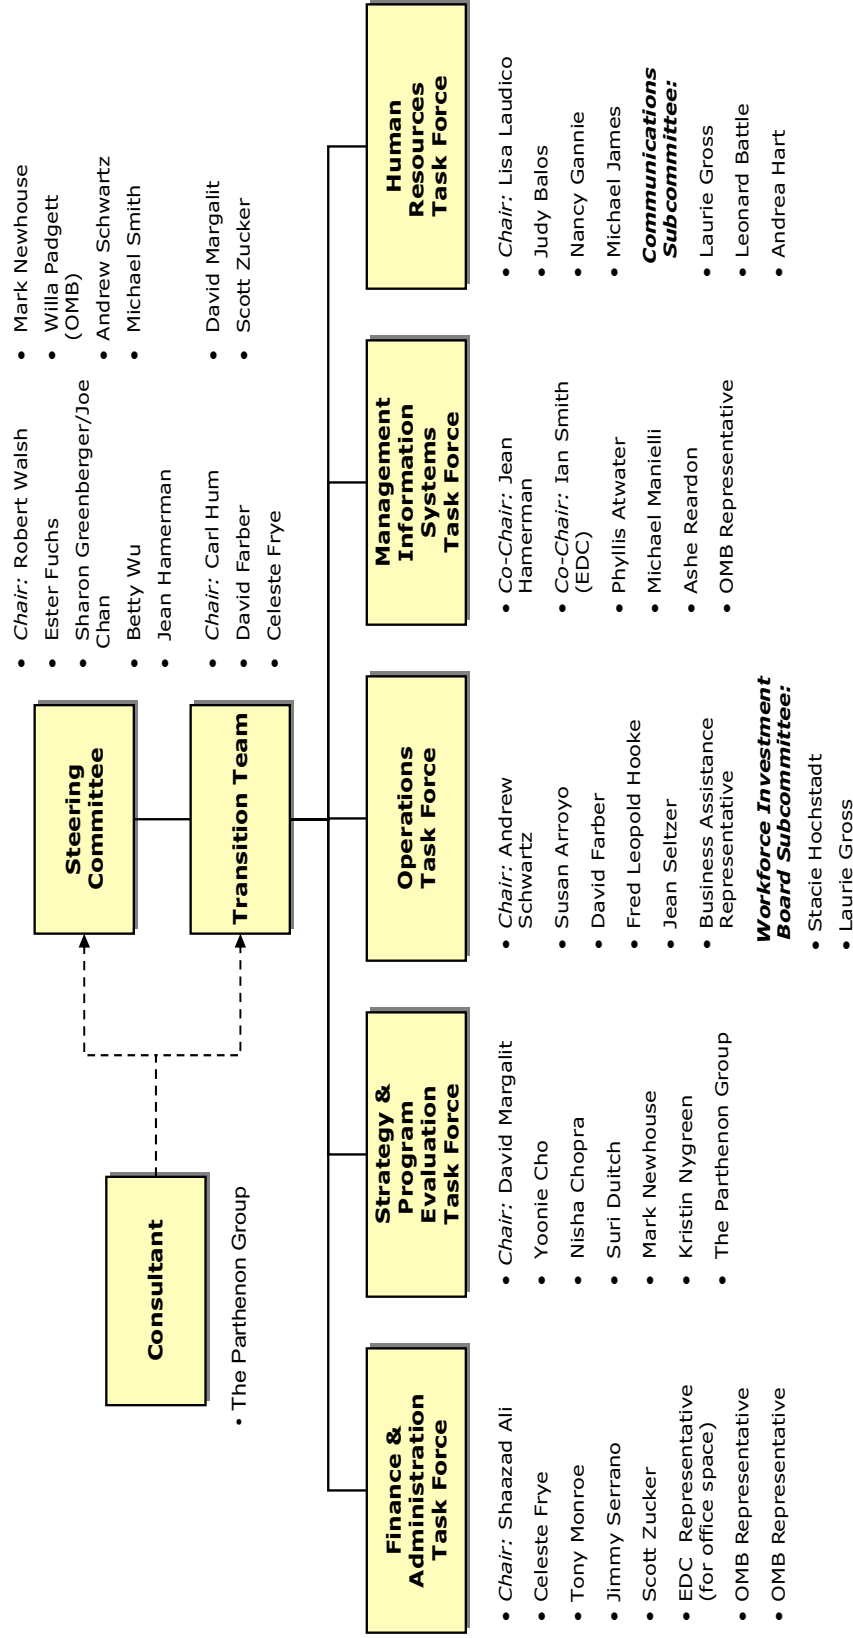 Steering
Committee
• Chair: Robert Walsh
• Ester Fuchs
• Sharon Greenberger/Joe
Chan
• Betty Wu
• Jean Hamerman
• Mark Newhouse
• Willa Padgett
(OMB)
• Andrew Schwartz
• Michael Smith
Consultant
• The Parthenon Group
Transition Team
• Chair: Carl Hum
• David Farber
• Celeste Frye
• David Margalit
• Scott Zucker
Finance &
Administration
Task Force
• Chair: Shaazad Ali
• Celeste Frye
• Tony Monroe
• Jimmy Serrano
• Scott Zucker
• EDC Representative
(for office space)
• OMB Representative
• OMB Representative
Strategy &
Program
Evaluation
Task Force
• Chair: David Margalit
• Yoonie Cho
• Nisha Chopra
• Suri Duitch
• Mark Newhouse
• Kristin Nygreen
• The Parthenon Group
Operations
Task Force
• Chair: Andrew
Schwartz
• Susan Arroyo
• David Farber
• Fred Leopold Hooke
• Jean Seltzer
• Business Assistance
Representative
Workforce Investment
Board Subcommittee:
• Stacie Hochstadt
• Laurie Gross
Management
Information
Systems
Task Force
• Co-Chair: Jean
Hamerman
• Co-Chair: Ian Smith
(EDC)
• Phyllis Atwater
• Michael Manielli
• Ashe Reardon
• OMB Representative
Human
Resources
Task Force
• Chair: Lisa Laudico
• Judy Balos
• Nancy Gannie
• Michael James
Communications
Subcommittee:
• Laurie Gross
• Leonard Battle
• Andrea Hart